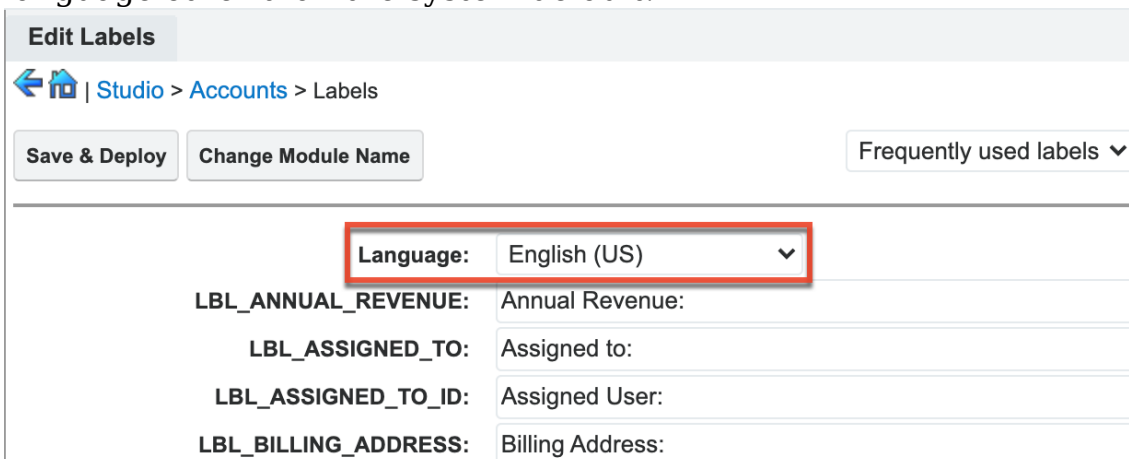 Edit Labels
| Studio > Accounts > Labels
Save & Deploy Change Module Name Frequently used labels
Language: English (US)
LBL_ANNUAL_REVENUE: Annual Revenue:
LBL_ASSIGNED_TO: Assigned to:
LBL_ASSIGNED_TO_ID: Assigned User:
LBL_BILLING_ADDRESS: Billing Address: